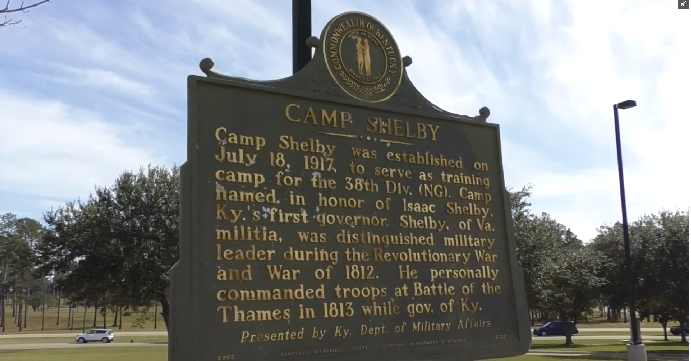 COMMONWEALTH OF KENTUCKY
CAMP SHELBY
Camp Shelby was established on
July 18, 1917, to serve as training
camp for the 38th Div. (NG). Camp
named in honor of Isaac Shelby,
Ky.'s first governor. Shelby, of Va.
militia, was distinguished military
leader during the Revolutionary War
and War of 1812. He personally
commanded troops at Battle of the
Thames in 1813 while gov. of Ky.
Presented by Ky. Dept. of Military Affairs